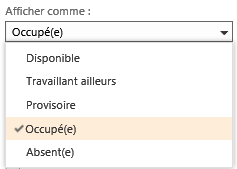 Afficher comme :
Occupé(e)
Disponible
Travaillant ailleurs
Provisoire
Occupé(e)
Absent(e)